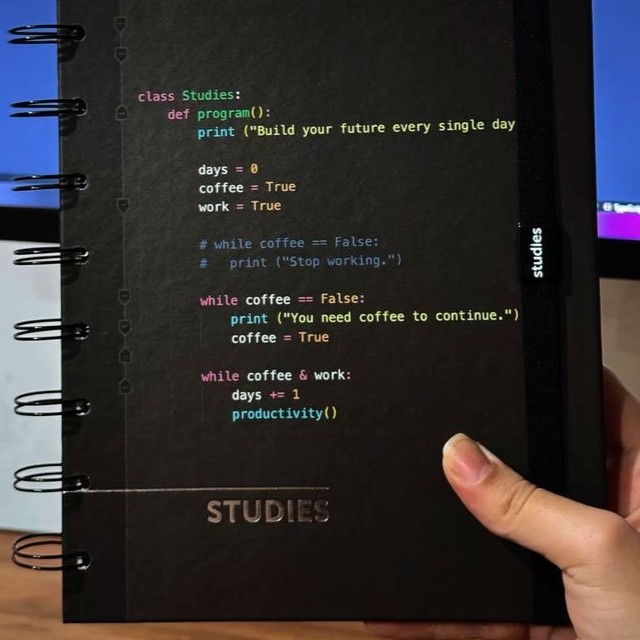 class Studies:
def program():
print ("Build your future every single day
days = 0
coffee = True
work = True
# while coffee == False:
#   print ("Stop working.")
while coffee == False:
print ("You need coffee to continue.")
coffee = True
while coffee & work:
days += 1
productivity()
studies
STUDIES